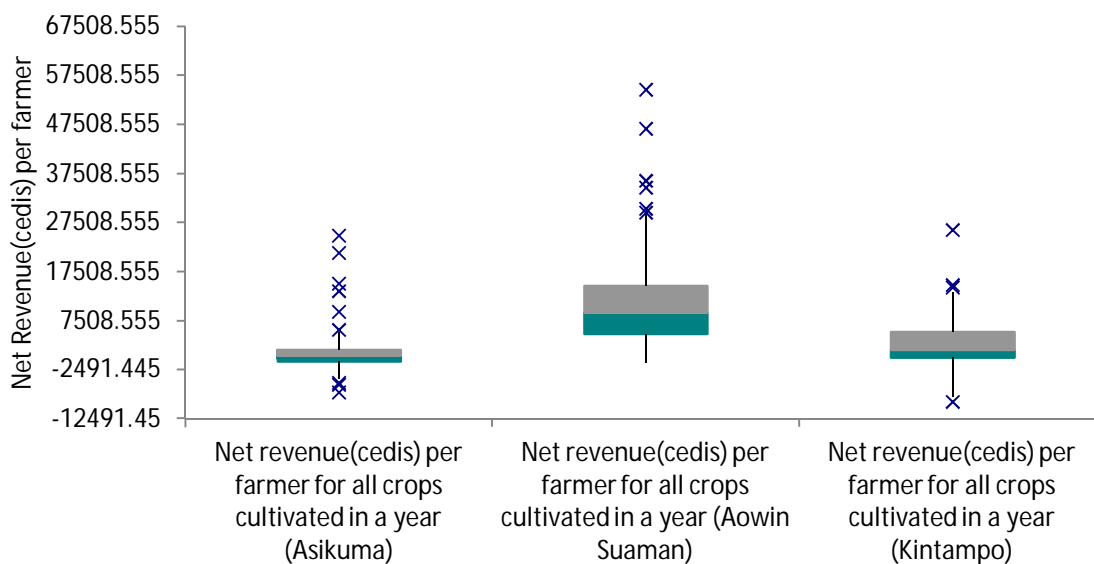 67508.555
57508.555
47508.555
37508.555
27508.555
17508.555
7508.555
-2491.445
-12491.45
Net Revenue(cedis) per farmer
Net revenue(cedis) per
farmer for all crops
cultivated in a year
(Asikuma)
Net revenue(cedis) per
farmer for all crops
cultivated in a year (Aowin
Suaman)
Net revenue(cedis) per
farmer for all crops
cultivated in a year
(Kintampo)